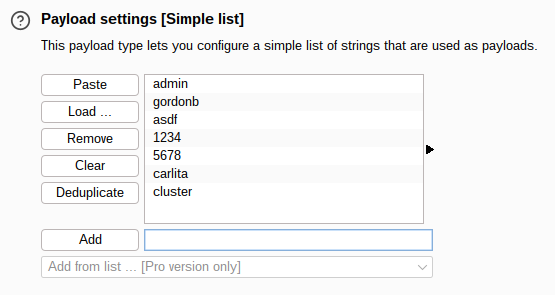 Payload settings [Simple list]
This payload type lets you configure a simple list of strings that are used as payloads.
Paste
Load ...
Remove
Clear
Deduplicate
admin
gordonb
asdf
1234
5678
carlita
cluster
Add
Add from list ... [Pro version only]